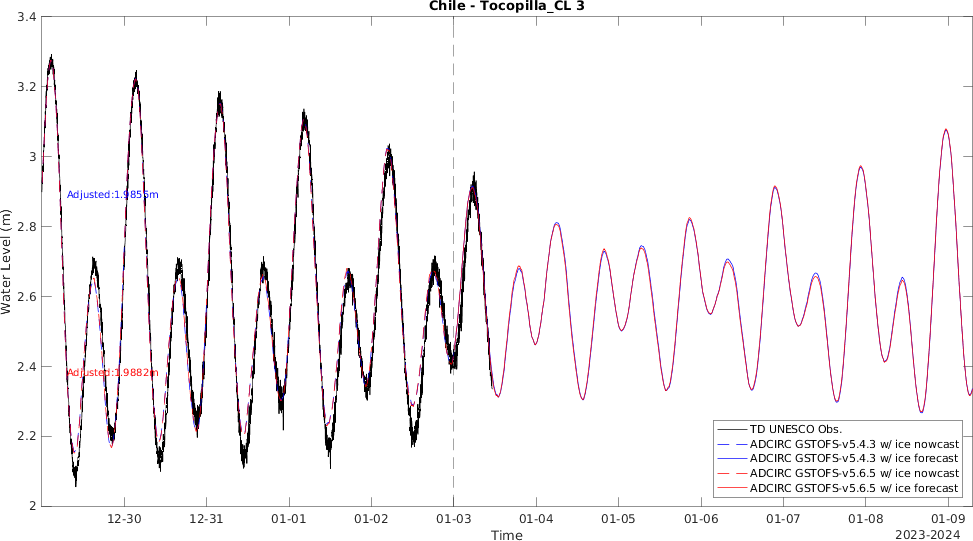 Chile - Tocopilla_CL 3
3.4
3.2
3
2.8
2.6
2.4
2.2
2
Water Level (m)
Adjusted:1.9855m
Adjusted:1.9882m
TD UNESCO Obs.
ADCIRC GSTOFS-v5.4.3 w/ ice nowcast
ADCIRC GSTOFS-v5.4.3 w/ ice forecast
ADCIRC GSTOFS-v5.6.5 w/ ice nowcast
ADCIRC GSTOFS-v5.6.5 w/ ice forecast
12-30 12-31 01-01 01-02 01-03 01-04 01-05 01-06 01-07 01-08 01-09
Time
2023-2024